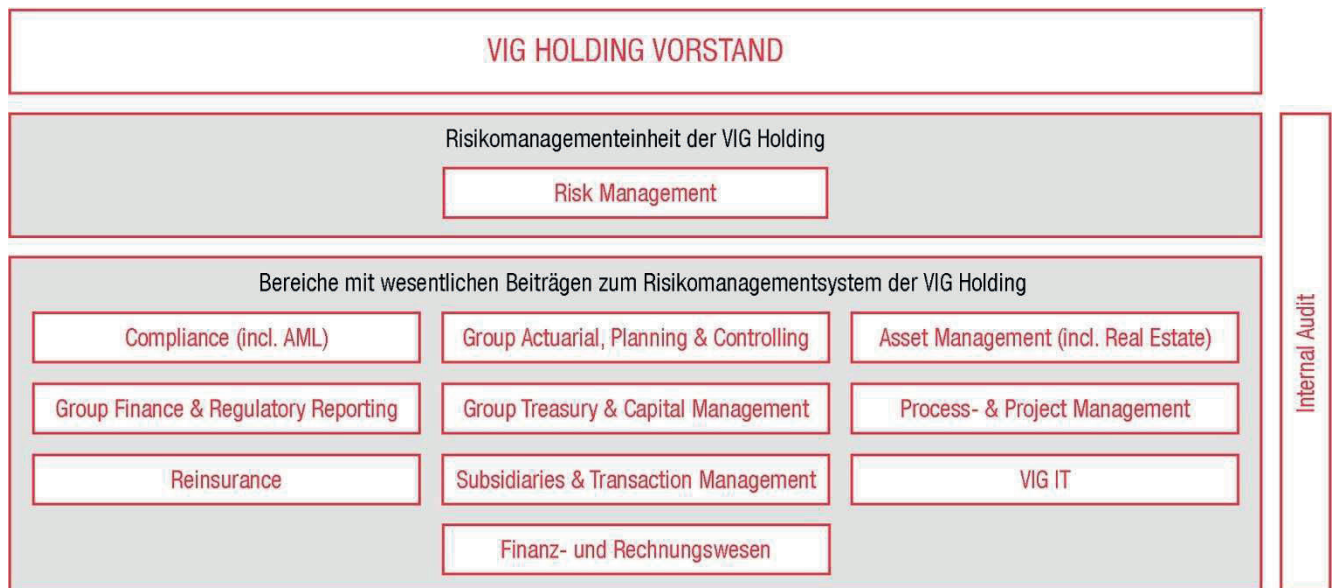 VIG HOLDING VORSTAND
Risikomanagementeinheit der VIG Holding
Risk Management
Bereiche mit wesentlichen Beiträgen zum Risikomanagementsystem der VIG Holding
Compliance (incl. AML)
Group Actuarial, Planning & Controlling
Asset Management (incl. Real Estate)
Group Finance & Regulatory Reporting
Group Treasury & Capital Management
Process- & Project Management
Reinsurance
Subsidiaries & Transaction Management
VIG IT
Finanz- und Rechnungswesen
Internal Audit